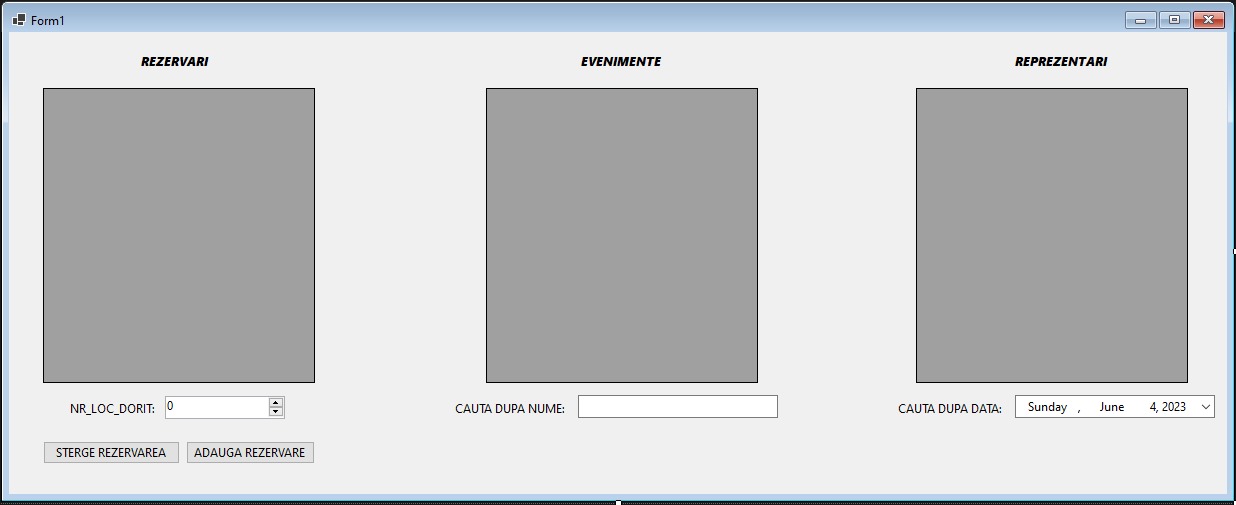 Form1
REZERVARI
EVENIMENTE
REPREZENTARI
NR_LOC_DORIT: 0
CAUTA DUPA NUME:
CAUTA DUPA DATA: Sunday , June 4, 2023
STERGE REZERVAREA ADAUGA REZERVARE